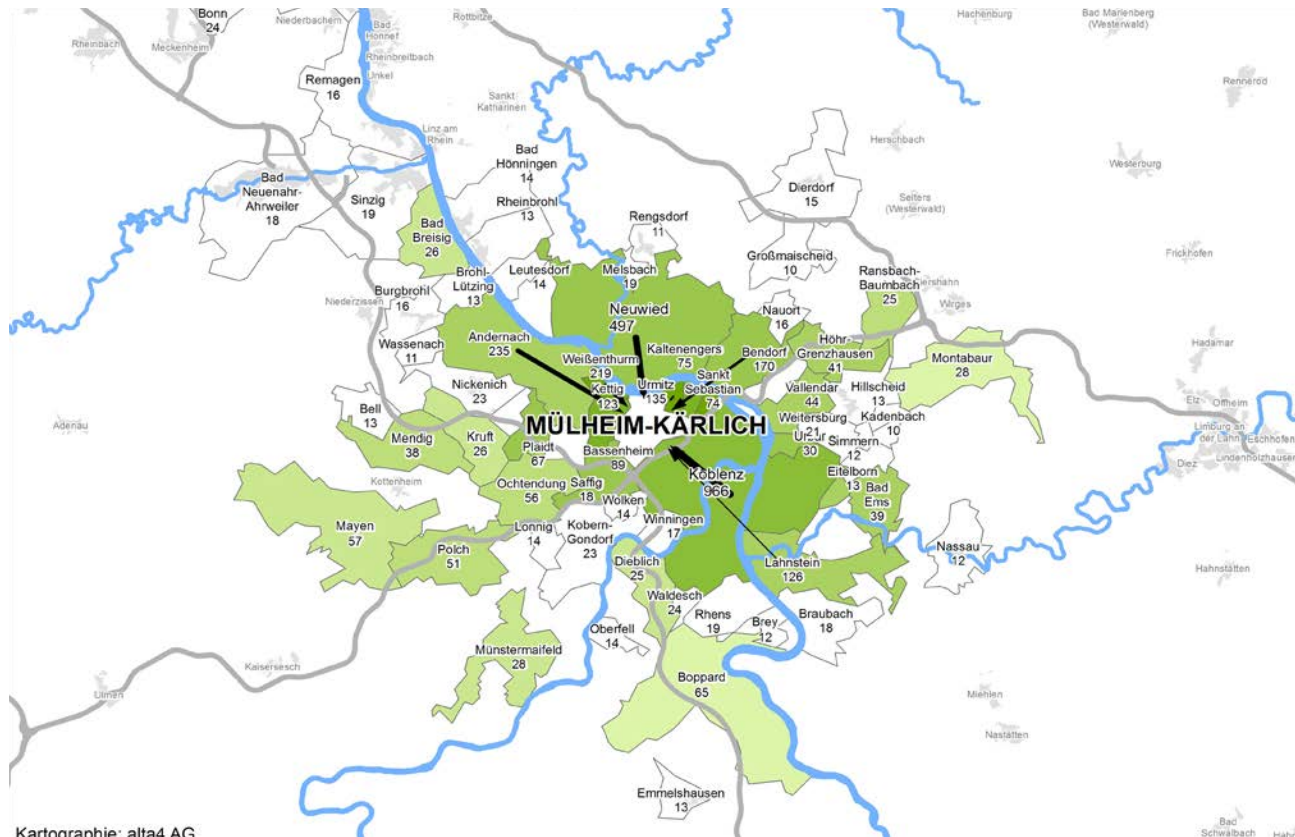 Bonn
24
Rheinbach
Meckenheim
Niederbachem
Bad
Honnef
Rottbitze
Rheinbreitbach
Unkel
Hachenburg
Bad Marienberg
(Westerwald)
Rennerod
Remagen
16
Sankt
Katharinen
Linz am
Rhein
Herschbach
Westerburg
Bad
Hönningen
14
Bad
Neuenahr-
Ahrweiler
18
Sinzig
19
Rheinbrohl
13
Dierdorf
15
Selters
(Westerwald)
Bad
Breisig
26
Rengsdorf
11
Großmaischeid
10
Frickhofen
Leutesdorf
14
Melsbach
19
Ransbach-
Baumbach
25
Siershahn
Wirges
Brohl-
Lützing
13
Burgbrohl
16
Niederzissen
Neuwied
497
Nauort
16
Hadamar
Wassenach
11
Andernach
235
Weißenthurm
219
Kaltenengers
75
Bendorf
170
Höhr-
Grenzhausen
41
Montabaur
28
Nickenich
23
Kettig
123
Urmitz
135
Sankt
Sebastian
74
Vallendar
44
Hillscheid
13
Elz
Offheim
Adenau
Bell
13
MÜLHEIM-KÄRLICH
Weitersburg
21
Kadenbach
10
Limburg an
der Lahn
Eschhofen
Lindenholzhausen
Diez
Mendig
38
Kruft
26
Plaidt
67
Bassenheim
89
Urbar
30
Simmern
12
Kottenheim
Ochtendung
56
Saffig
18
Koblenz
966
Eitelborn
13
Bad
Ems
39
Wolken
14
Mayen
57
Lonnig
14
Kobern-
Gondorf
23
Winningen
17
Polch
51
Dieblich
25
Lahnstein
126
Nassau
12
Hahnstätten
Waldesch
24
Rhens
19
Brey
12
Braubach
18
Oberfell
14
Münstermaifeld
28
Kaisersesch
Ulmen
Boppard
65
Miehlen
Nastätten
Emmelshausen
13
Bad
Schwalbach
Kartographie: alta4 AG